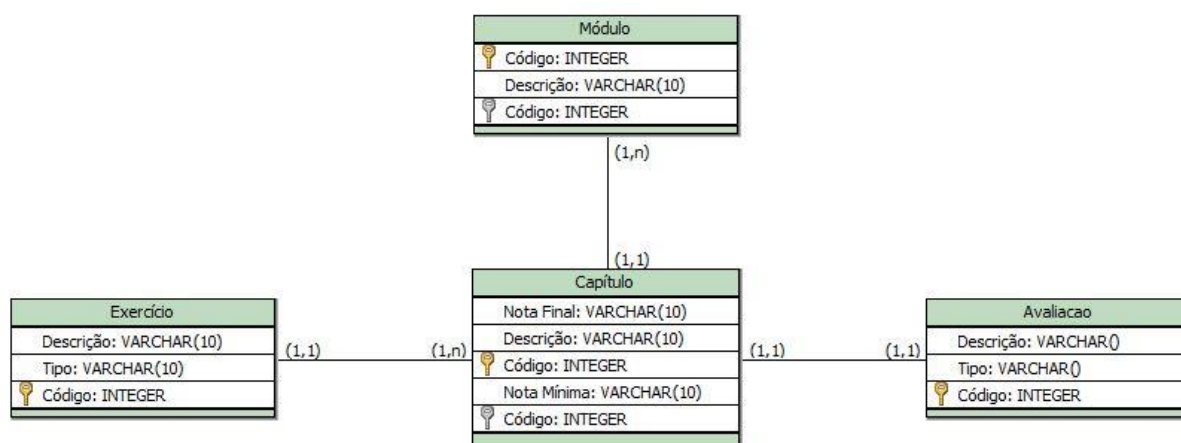 Módulo
Código: INTEGER
Descrição: VARCHAR(10)
Código: INTEGER
(1,n)
(1,1)
Capítulo
Nota Final: VARCHAR(10)
Descrição: VARCHAR(10)
Código: INTEGER
Nota Mínima: VARCHAR(10)
Código: INTEGER
Exercício
Descrição: VARCHAR(10)
Tipo: VARCHAR(10)
Código: INTEGER
(1,1)
(1,n)
(1,1)
(1,1)
Avaliacao
Descrição: VARCHAR()
Tipo: VARCHAR()
Código: INTEGER